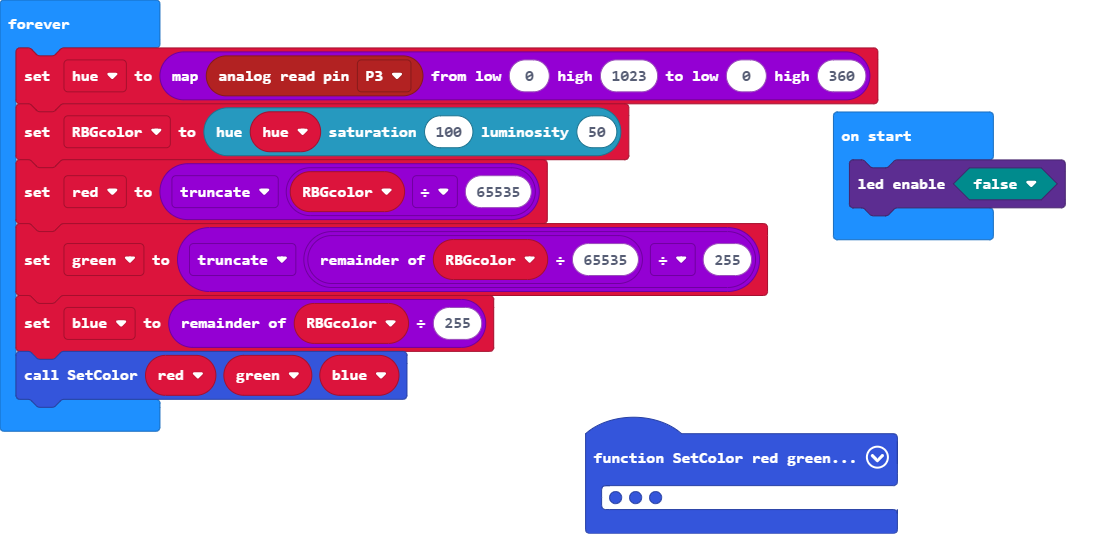 forever
set hue to map analog read pin P3 from low 0 high 1023 to low 0 high 360
set RBGcolor to hue hue saturation 100 luminosity 50
set red to truncate RBGcolor ÷ 65535
set green to truncate remainder of RBGcolor ÷ 65535 ÷ 255
set blue to remainder of RBGcolor ÷ 255
call SetColor red green blue
on start
led enable false
function SetColor red green...